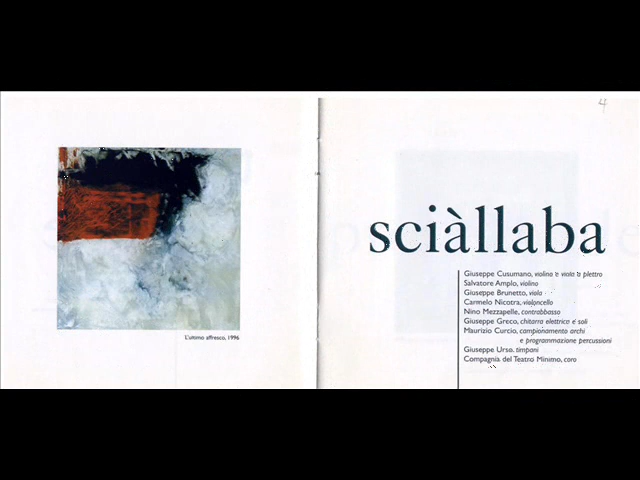 4
L'ultimo affresco, 1996
sciàllaba
Giuseppe Cusumano, violino e viola a plettro
Salvatore Amplo, violino
Giuseppe Brunetto, viola
Carmelo Nicotra, violoncello
Nino Mezzapelle, contrabbasso
Giuseppe Greco, chitarra elettrica e soli
Maurizio Curcio, campionamento archi
e programmazione percussioni
Giuseppe Urso, timpani
Compagnia del Teatro Minimo, coro